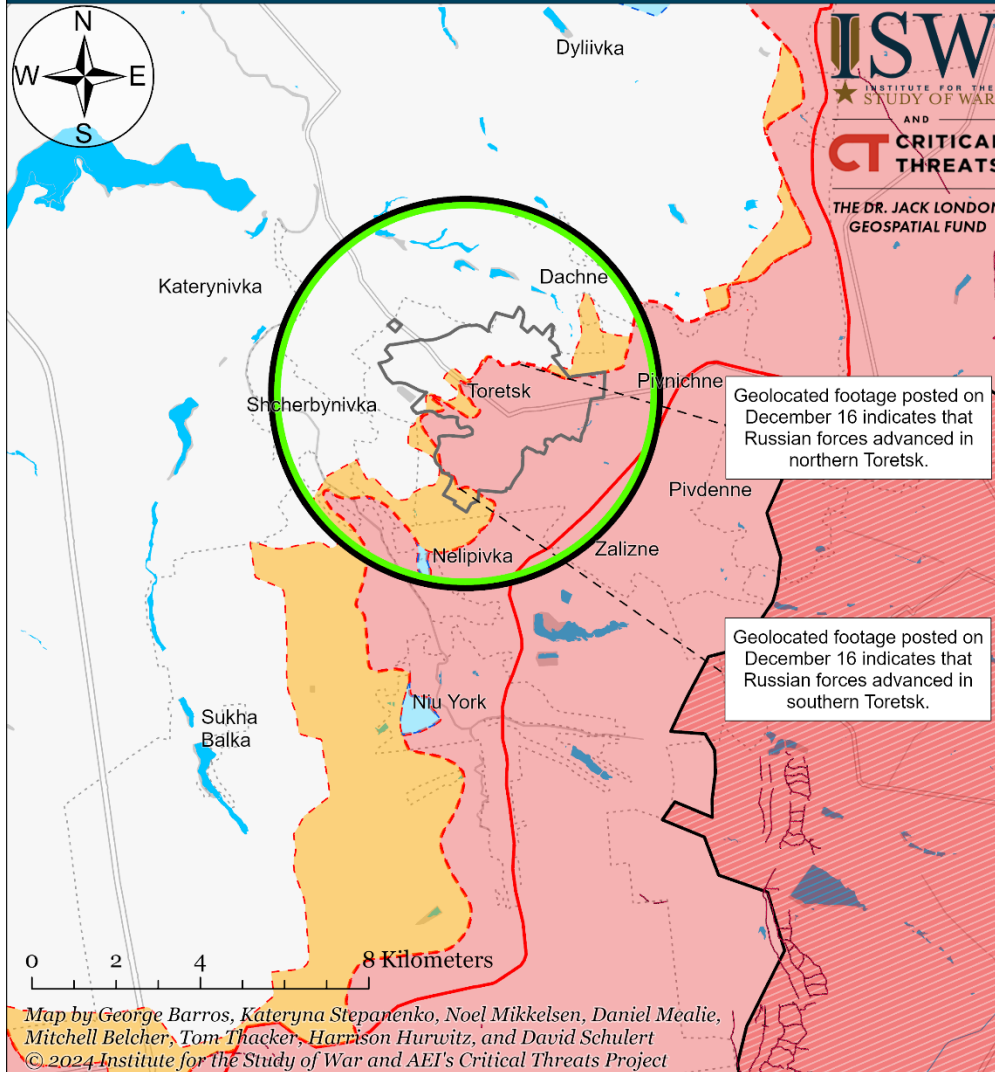 N
W
E
S
Dyliivka
ISW
INSTITUTE FOR THE
STUDY OF WAR
AND
CT CRITICAL
THREATS
THE DR. JACK LONDON
GEOSPATIAL FUND
Katerynivka
Dachne
Toretsk
Pivnichne
Shcherbynivka
Geolocated footage posted on
December 16 indicates that
Russian forces advanced in
northern Toretsk.
Pivdenne
Nelipivka
Zalizne
Geolocated footage posted on
December 16 indicates that
Russian forces advanced in
southern Toretsk.
Niu York
Sukha
Balka
0 2 4 8 Kilometers
Map by George Barros, Kateryna Stepanenko, Noel Mikkelsen, Daniel Mealie,
Mitchell Belcher, Tom Thacker, Harrison Hurwitz, and David Schulert
© 2024 Institute for the Study of War and AEI's Critical Threats Project